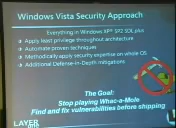 Windows Vista Security Approach
Everything in Windows XP® SP2 SDL plus
Apply least privilege throughout architecture
Automate proven techniques
Methodically apply security expertise on whole OS
Additional Defense-in-Depth mitigations
The Goal:
Stop playing Whac-a-Mole
Find and fix vulnerabilities before shipping
LAYER